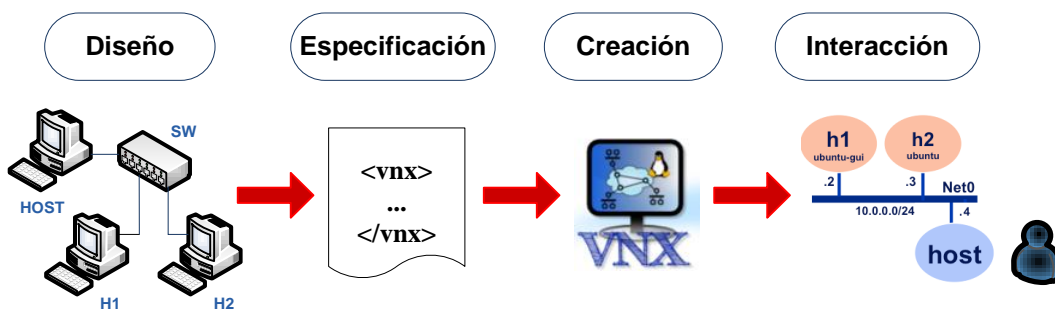 Diseño
Especificación
Creación
Interacción
HOST
SW
H1
H2
<vnx>
...
</vnx>
VNX
h1
ubuntu-gui
h2
ubuntu
.2
.3
Net0
10.0.0.0/24
.4
host